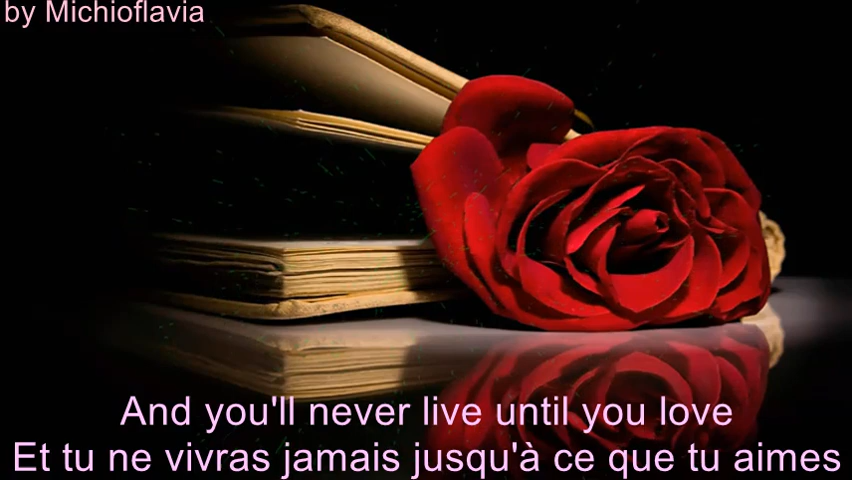 by Michioflavia
And you'll never live until you love
Et tu ne vivras jamais jusqu'à ce que tu aimes